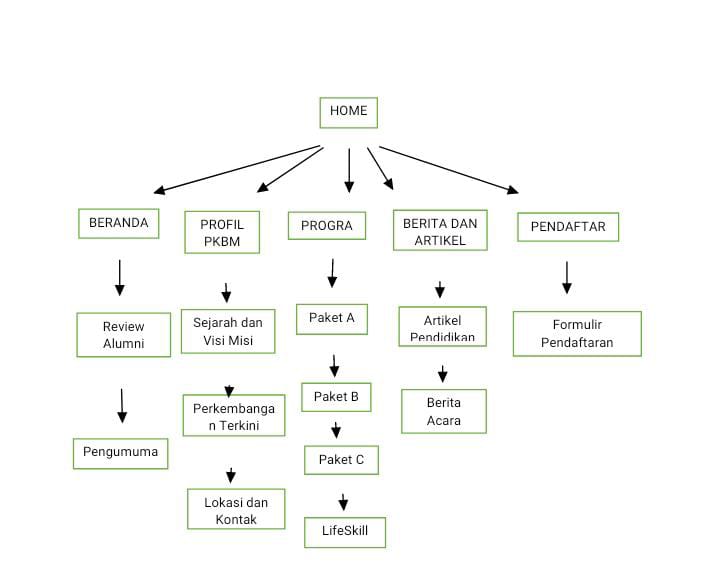 HOME
BERANDA
PROFIL
PKBM
PROGRA
BERITA DAN
ARTIKEL
PENDAFTAR
Review
Alumni
Sejarah dan
Visi Misi
Paket A
Artikel
Pendidikan
Formulir
Pendaftaran
Pengumuma
Perkembanga
n Terkini
Paket B
Berita
Acara
Paket C
Lokasi dan
Kontak
LifeSkill